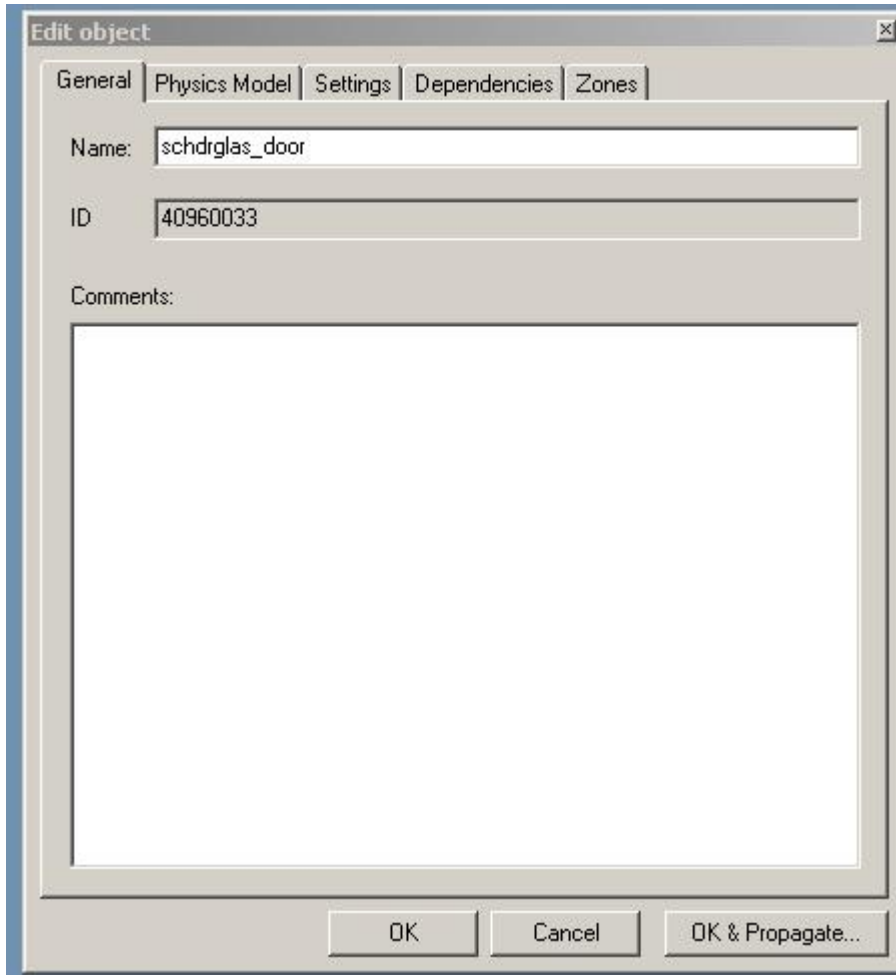 Edit object
General Physics Model Settings Dependencies Zones
Name: schdrglas_door
ID 40960033
Comments:
OK Cancel OK & Propagate...